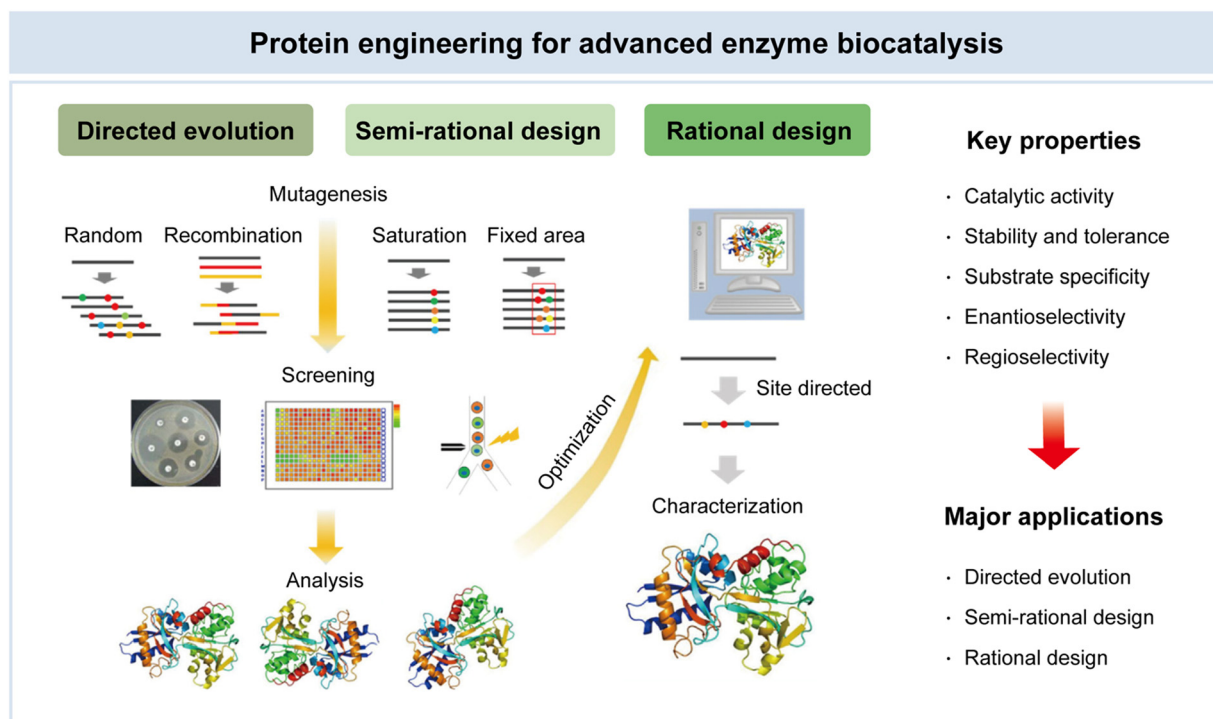 Protein engineering for advanced enzyme biocatalysis
Directed evolution
Semi-rational design
Rational design
Mutagenesis
Random
Recombination
Saturation
Fixed area
Screening
Analysis
Optimization
Site directed
Characterization
Key properties
· Catalytic activity
· Stability and tolerance
· Substrate specificity
· Enantioselectivity
· Regioselectivity
Major applications
· Directed evolution
· Semi-rational design
· Rational design